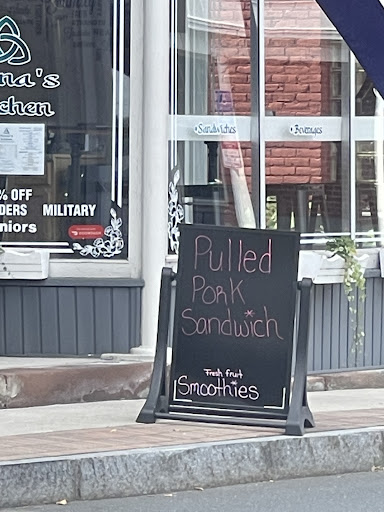 na's
chen
Sandwiches
Beverages
% OFF
DERS MILITARY
niors
Pulled
Pork
Sandwich
Fresh fruit
Smoothies